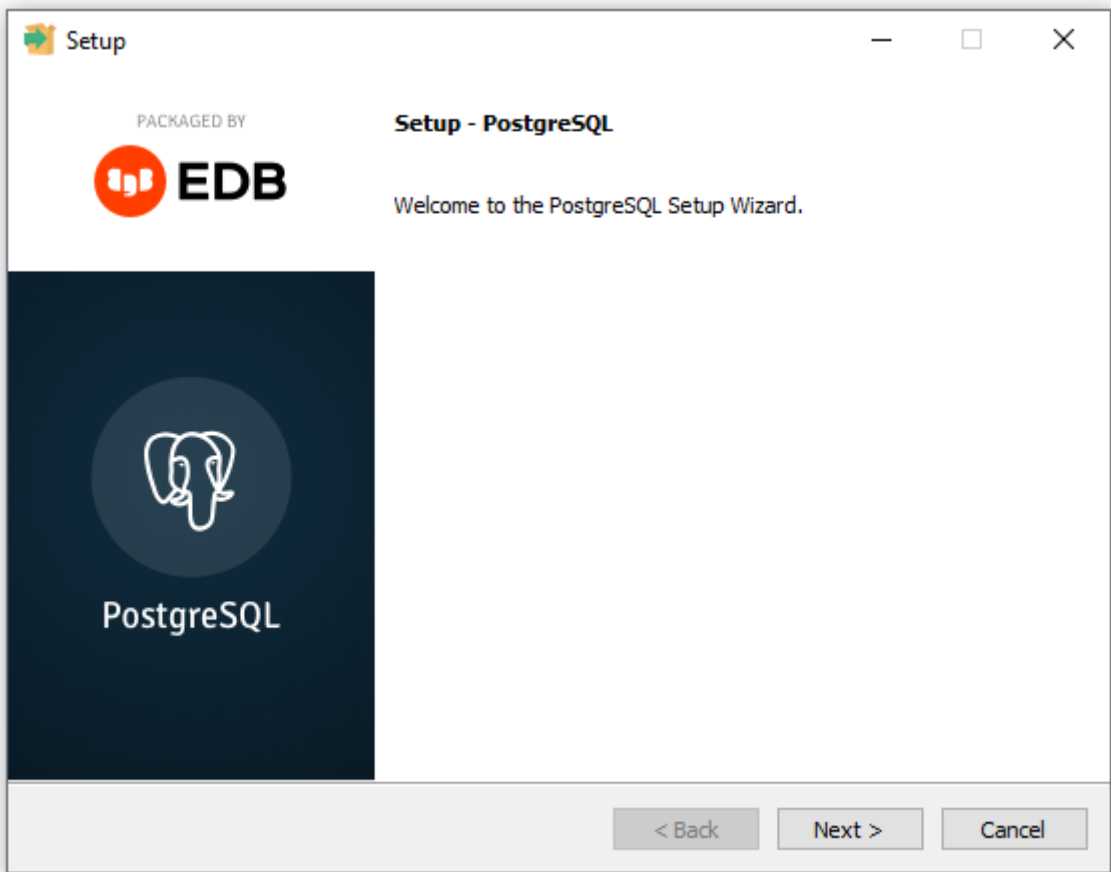 Setup
PACKAGED BY
EDB
Setup - PostgreSQL
Welcome to the PostgreSQL Setup Wizard.
PostgreSQL
< Back
Next >
Cancel